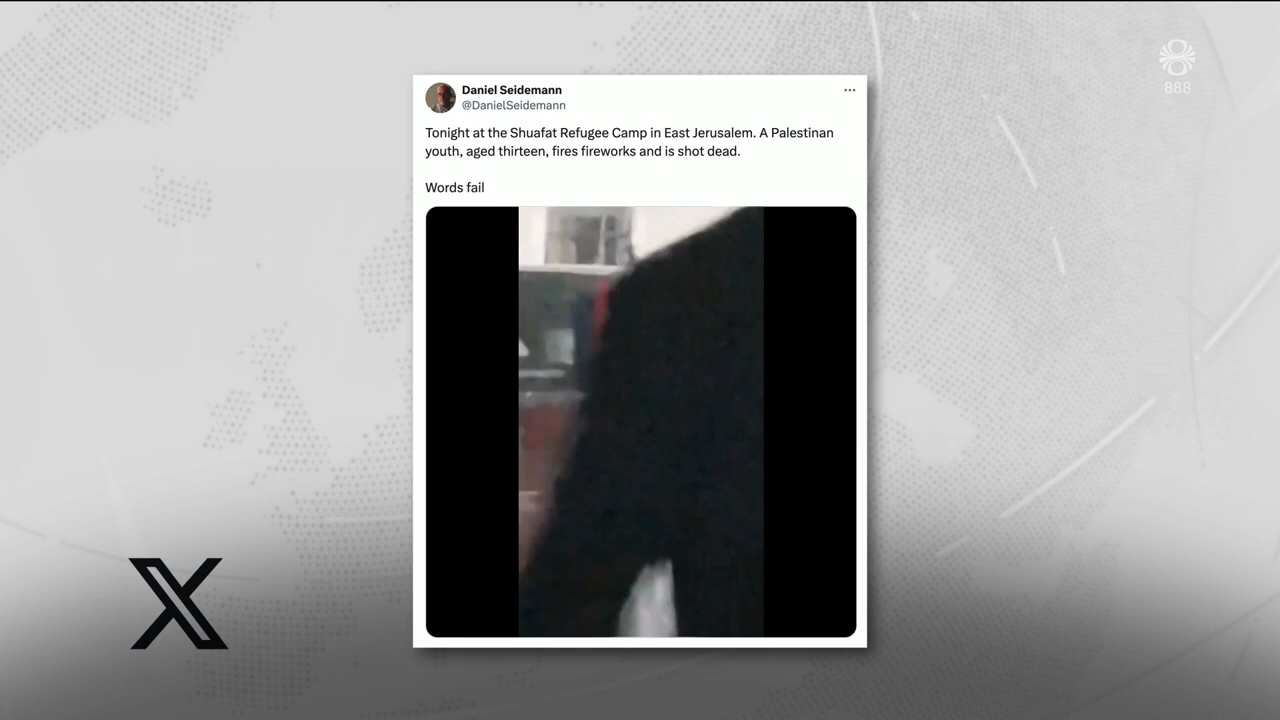 888
Daniel Seidemann
@DanielSeidemann
Tonight at the Shuafat Refugee Camp in East Jerusalem. A Palestinan
youth, aged thirteen, fires fireworks and is shot dead.
Words fail